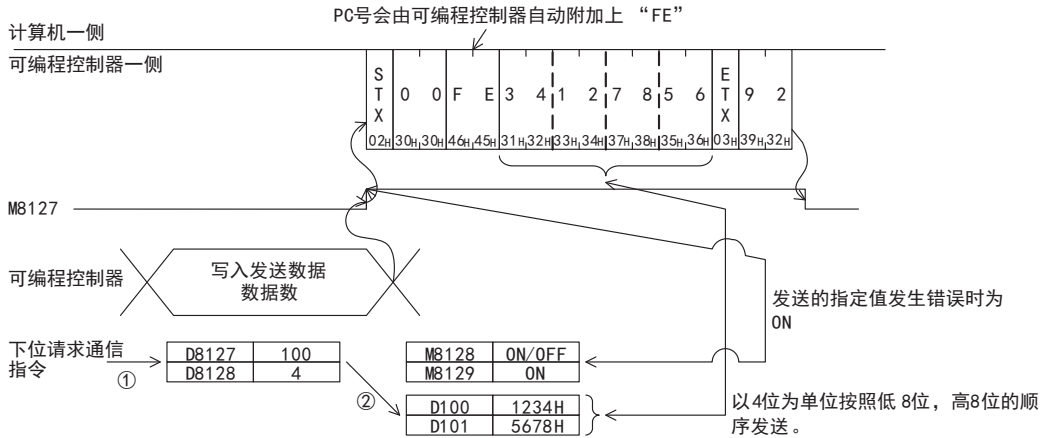 PC号会由可编程控制器自动附加上 “FE”
计算机一侧
可编程控制器一侧
STX 0 0 F E 3 4 1 2 7 8 5 6 ETX 9 2
02H 30H 30H 46H 45H 31H 32H 33H 34H 37H 38H 35H 36H 03H 39H 32H
M8127
可编程控制器
写入发送数据
数据数
发送的指定值发生错误时为
ON
下位请求通信
指令
①
D8127 100
D8128 4
M8128 ON/OFF
M8129 ON
②
D100 1234H
D101 5678H
以4位为单位按照低 8位，高8位的顺
序发送。